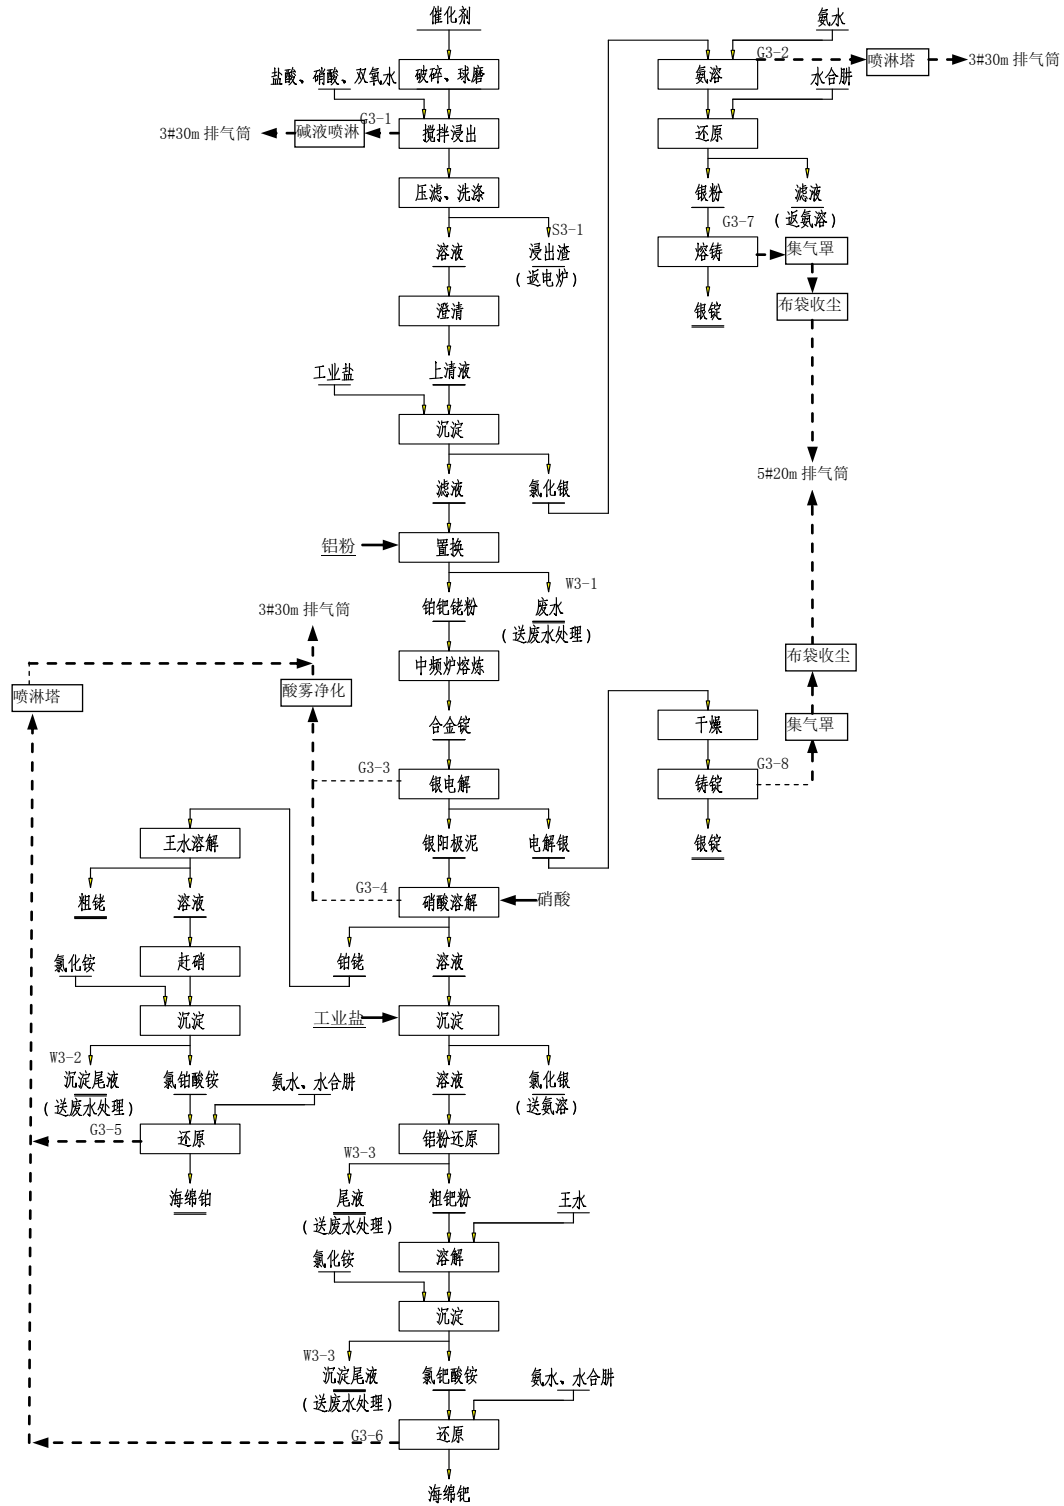 催化剂
盐酸、硝酸、双氧水
破碎、球磨
3#30m 排气筒
碱液喷淋
G3-1
搅拌浸出
压滤、洗涤
S3-1
溶液
浸出渣
(返电炉)
澄清
工业盐
上清液
沉淀
滤液
氯化银
铝粉
置换
W3-1
铂钯铑粉
废水
(送废水处理)
3#30m 排气筒
中频炉熔炼
喷淋塔
酸雾净化
合金锭
G3-3
银电解
王水溶解
银阳极泥
电解银
粗铑
溶液
G3-4
硝酸溶解
硝酸
氯化铵
赶硝
铂铑
溶液
沉淀
工业盐
沉淀
W3-2
沉淀尾液
(送废水处理)
氯铂酸铵
氨水、水合肼
溶液
氯化银
(送氨溶)
G3-5
还原
铝粉还原
海绵铂
W3-3
尾液
(送废水处理)
粗钯粉
王水
氯化铵
溶解
沉淀
W3-3
沉淀尾液
(送废水处理)
氯钯酸铵
氨水、水合肼
G3-6
还原
海绵钯
氨水
氨溶
G3-2
喷淋塔
3#30m 排气筒
水合肼
还原
银粉
滤液
(返氨溶)
G3-7
熔铸
集气罩
银锭
布袋收尘
5#20m 排气筒
布袋收尘
干燥
集气罩
G3-8
铸锭
银锭